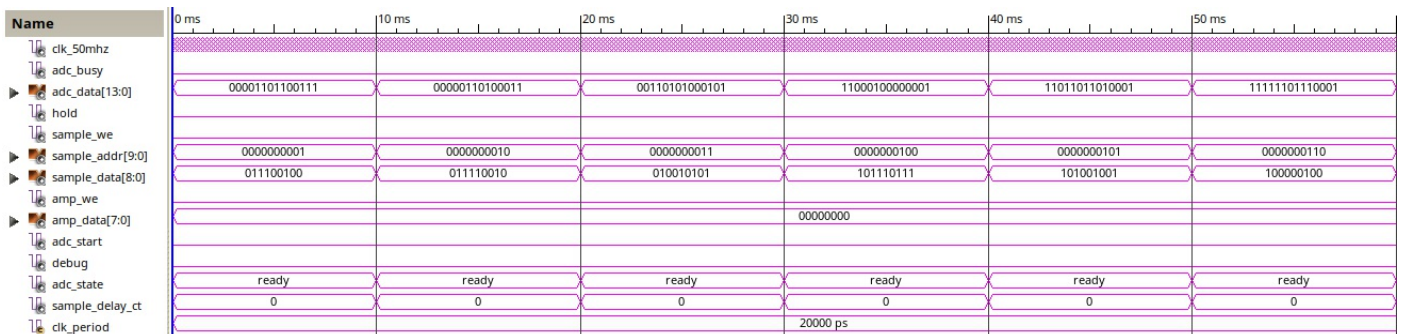 Name 0 ms 10 ms 20 ms 30 ms 40 ms 50 ms
clk_50mhz
adc_busy
adc_data[13:0] 00001101100111 00000110100011 00110101000101 11000100000001 11011011010001 11111101110001
hold
sample_we
sample_addr[9:0] 0000000001 0000000010 0000000011 0000000100 0000000101 0000000110
sample_data[8:0] 011100100 011110010 010010101 101110111 101001001 100000100
amp_we
amp_data[7:0] 00000000
adc_start
debug
adc_state ready ready ready ready ready ready
sample_delay_ct 0 0 0 0 0 0
clk_period 20000 ps